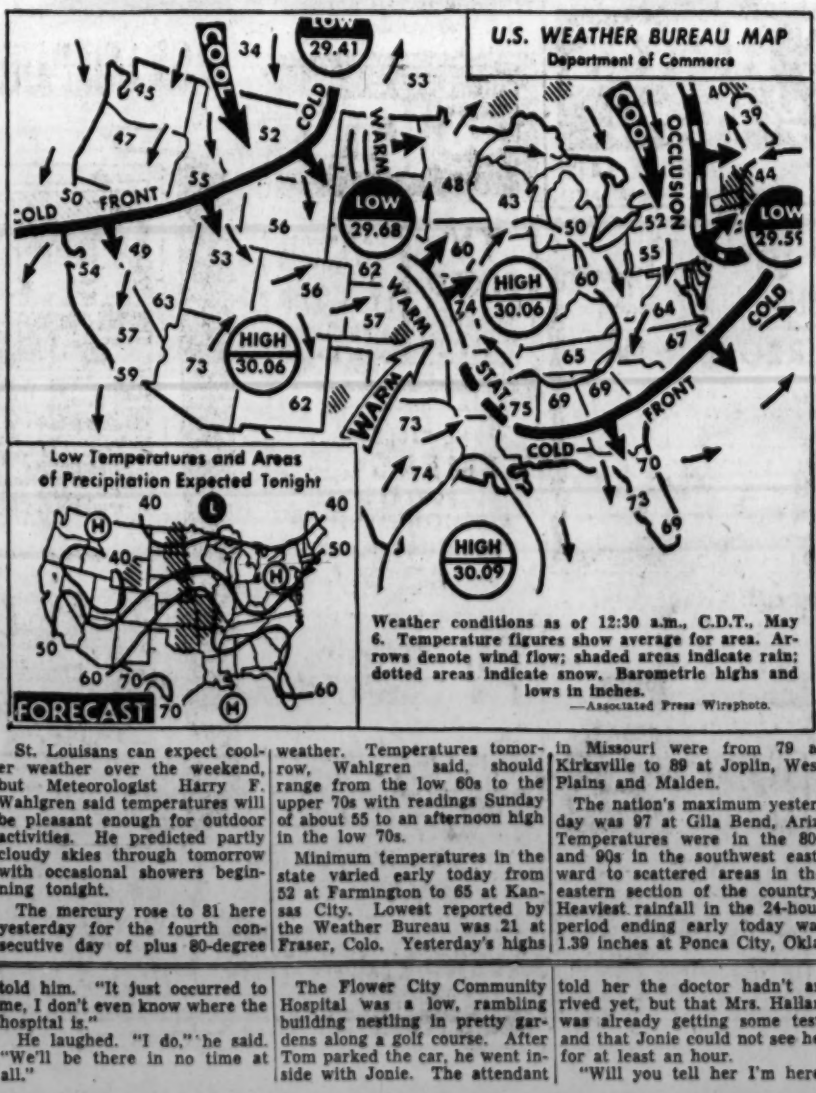 U.S. WEATHER BUREAU MAP
Department of Commerce
LOW
29.41
COOL
34
53
45
47
52
COLD
WARM
COOL
OCCLUSION
40
39
44
50
COLD
FRONT
55
56
LOW
29.68
48
43
50
52
55
LOW
29.59
54
49
53
62
60
60
56
HIGH
30.06
COLD
63
57
57
WARM
74
64
67
59
73
HIGH
30.06
65
STAT
62
WARM
73
75
69
69
FRONT
COLD
74
70
73
69
HIGH
30.09
Low Temperatures and Areas
of Precipitation Expected Tonight
40
L
40
H
50
40
H
50
60
70
70
H
60
FORECAST
Weather conditions as of 12:30 a.m., C.D.T., May
6. Temperature figures show average for area. Ar-
rows denote wind flow; shaded areas indicate rain;
dotted areas indicate snow. Barometric highs and
lows in inches.
—Associated Press Wirephoto.
St. Louisans can expect cool-
er weather over the weekend,
but Meteorologist Harry F.
Wahlgren said temperatures will
be pleasant enough for outdoor
activities. He predicted partly
cloudy skies through tomorrow
with occasional showers begin-
ning tonight.
The mercury rose to 81 here
yesterday for the fourth con-
secutive day of plus 80-degree
weather. Temperatures tomor-
row, Wahlgren said, should
range from the low 60s to the
upper 70s with readings Sunday
of about 55 to an afternoon high
in the low 70s.
Minimum temperatures in the
state varied early today from
52 at Farmington to 65 at Kan-
sas City. Lowest reported by
the Weather Bureau was 21 at
Fraser, Colo. Yesterday's highs
in Missouri were from 79 a
Kirksville to 89 at Joplin, Wes
Plains and Malden.
The nation's maximum yester
day was 97 at Gila Bend, Ariz
Temperatures were in the 80
and 90s in the southwest east
ward to scattered areas in th
eastern section of the country
Heaviest rainfall in the 24-hou
period ending early today wa
1.39 inches at Ponca City, Okla
told him. "It just occurred to
me, I don't even know where the
hospital is."
He laughed. "I do," he said.
"We'll be there in no time at
all."
The Flower City Community
Hospital was a low, rambling
building nestling in pretty gar-
dens along a golf course. After
Tom parked the car, he went in-
side with Jonie. The attendant
told her the doctor hadn't a
rived yet, but that Mrs. Halla
was already getting some tes
and that Jonie could not see he
for at least an hour.
"Will you tell her I'm here